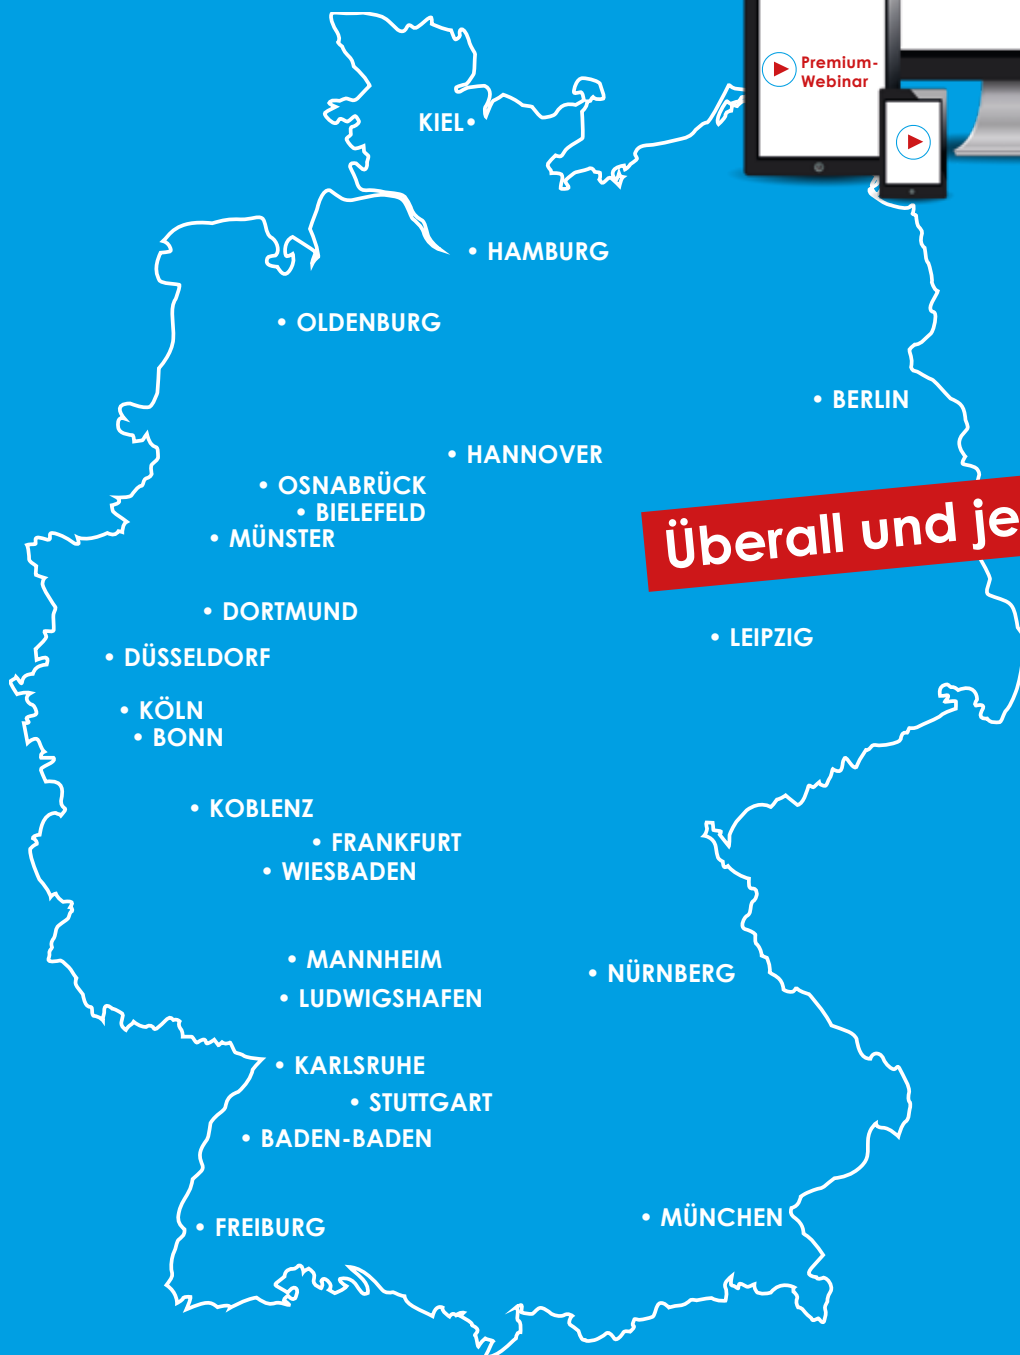 Premium-
Webinar
KIEL
HAMBURG
OLDENBURG
BERLIN
HANNOVER
OSNABRÜCK
BIELEFELD
MÜNSTER
Überall und je
DORTMUND
LEIPZIG
DÜSSELDORF
KÖLN
BONN
KOBLENZ
FRANKFURT
WIESBADEN
MANNHEIM
NÜRNBERG
LUDWIGSHAFEN
KARLSRUHE
STUTTGART
BADEN-BADEN
MÜNCHEN
FREIBURG